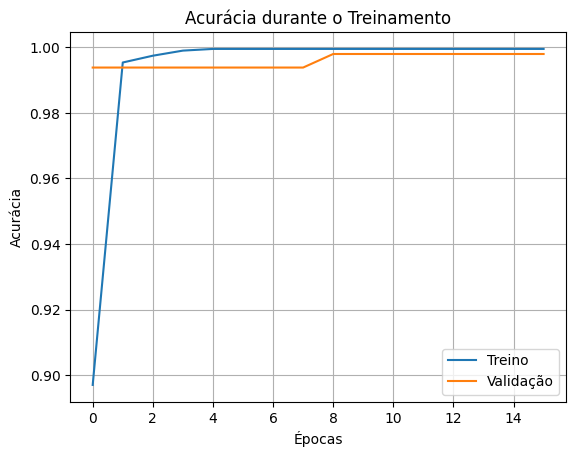 Acurácia durante o Treinamento
1.00
0.98
0.96
0.94
0.92
0.90
Acurácia
0 2 4 6 8 10 12 14
Épocas
Treino
Validação